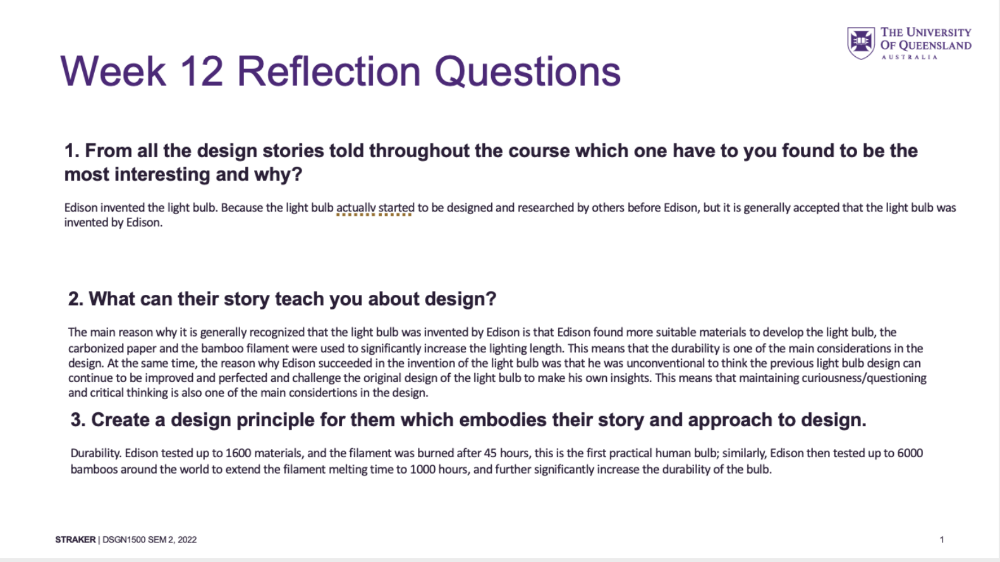 THE UNIVERSITY
OF QUEENSLAND
AUSTRALIA
Week 12 Reflection Questions
1. From all the design stories told throughout the course which one have to you found to be the
most interesting and why?
Edison invented the light bulb. Because the light bulb actually started to be designed and researched by others before Edison, but it is generally accepted that the light bulb was
invented by Edison.
2. What can their story teach you about design?
The main reason why it is generally recognized that the light bulb was invented by Edison is that Edison found more suitable materials to develop the light bulb, the
carbonized paper and the bamboo filament were used to significantly increase the lighting length. This means that the durability is one of the main considerations in the
design. At the same time, the reason why Edison succeeded in the invention of the light bulb was that he was unconventional to think the previous light bulb design can
continue to be improved and perfected and challenge the original design of the light bulb to make his own insights. This means that maintaining curiousness/questioning
and critical thinking is also one of the main considertions in the design.
3. Create a design principle for them which embodies their story and approach to design.
Durability. Edison tested up to 1600 materials, and the filament was burned after 45 hours, this is the first practical human bulb; similarly, Edison then tested up to 6000
bamboos around the world to extend the filament melting time to 1000 hours, and further significantly increase the durability of the bulb.
STRAKER | DSGN1500 SEM 2, 2022
1